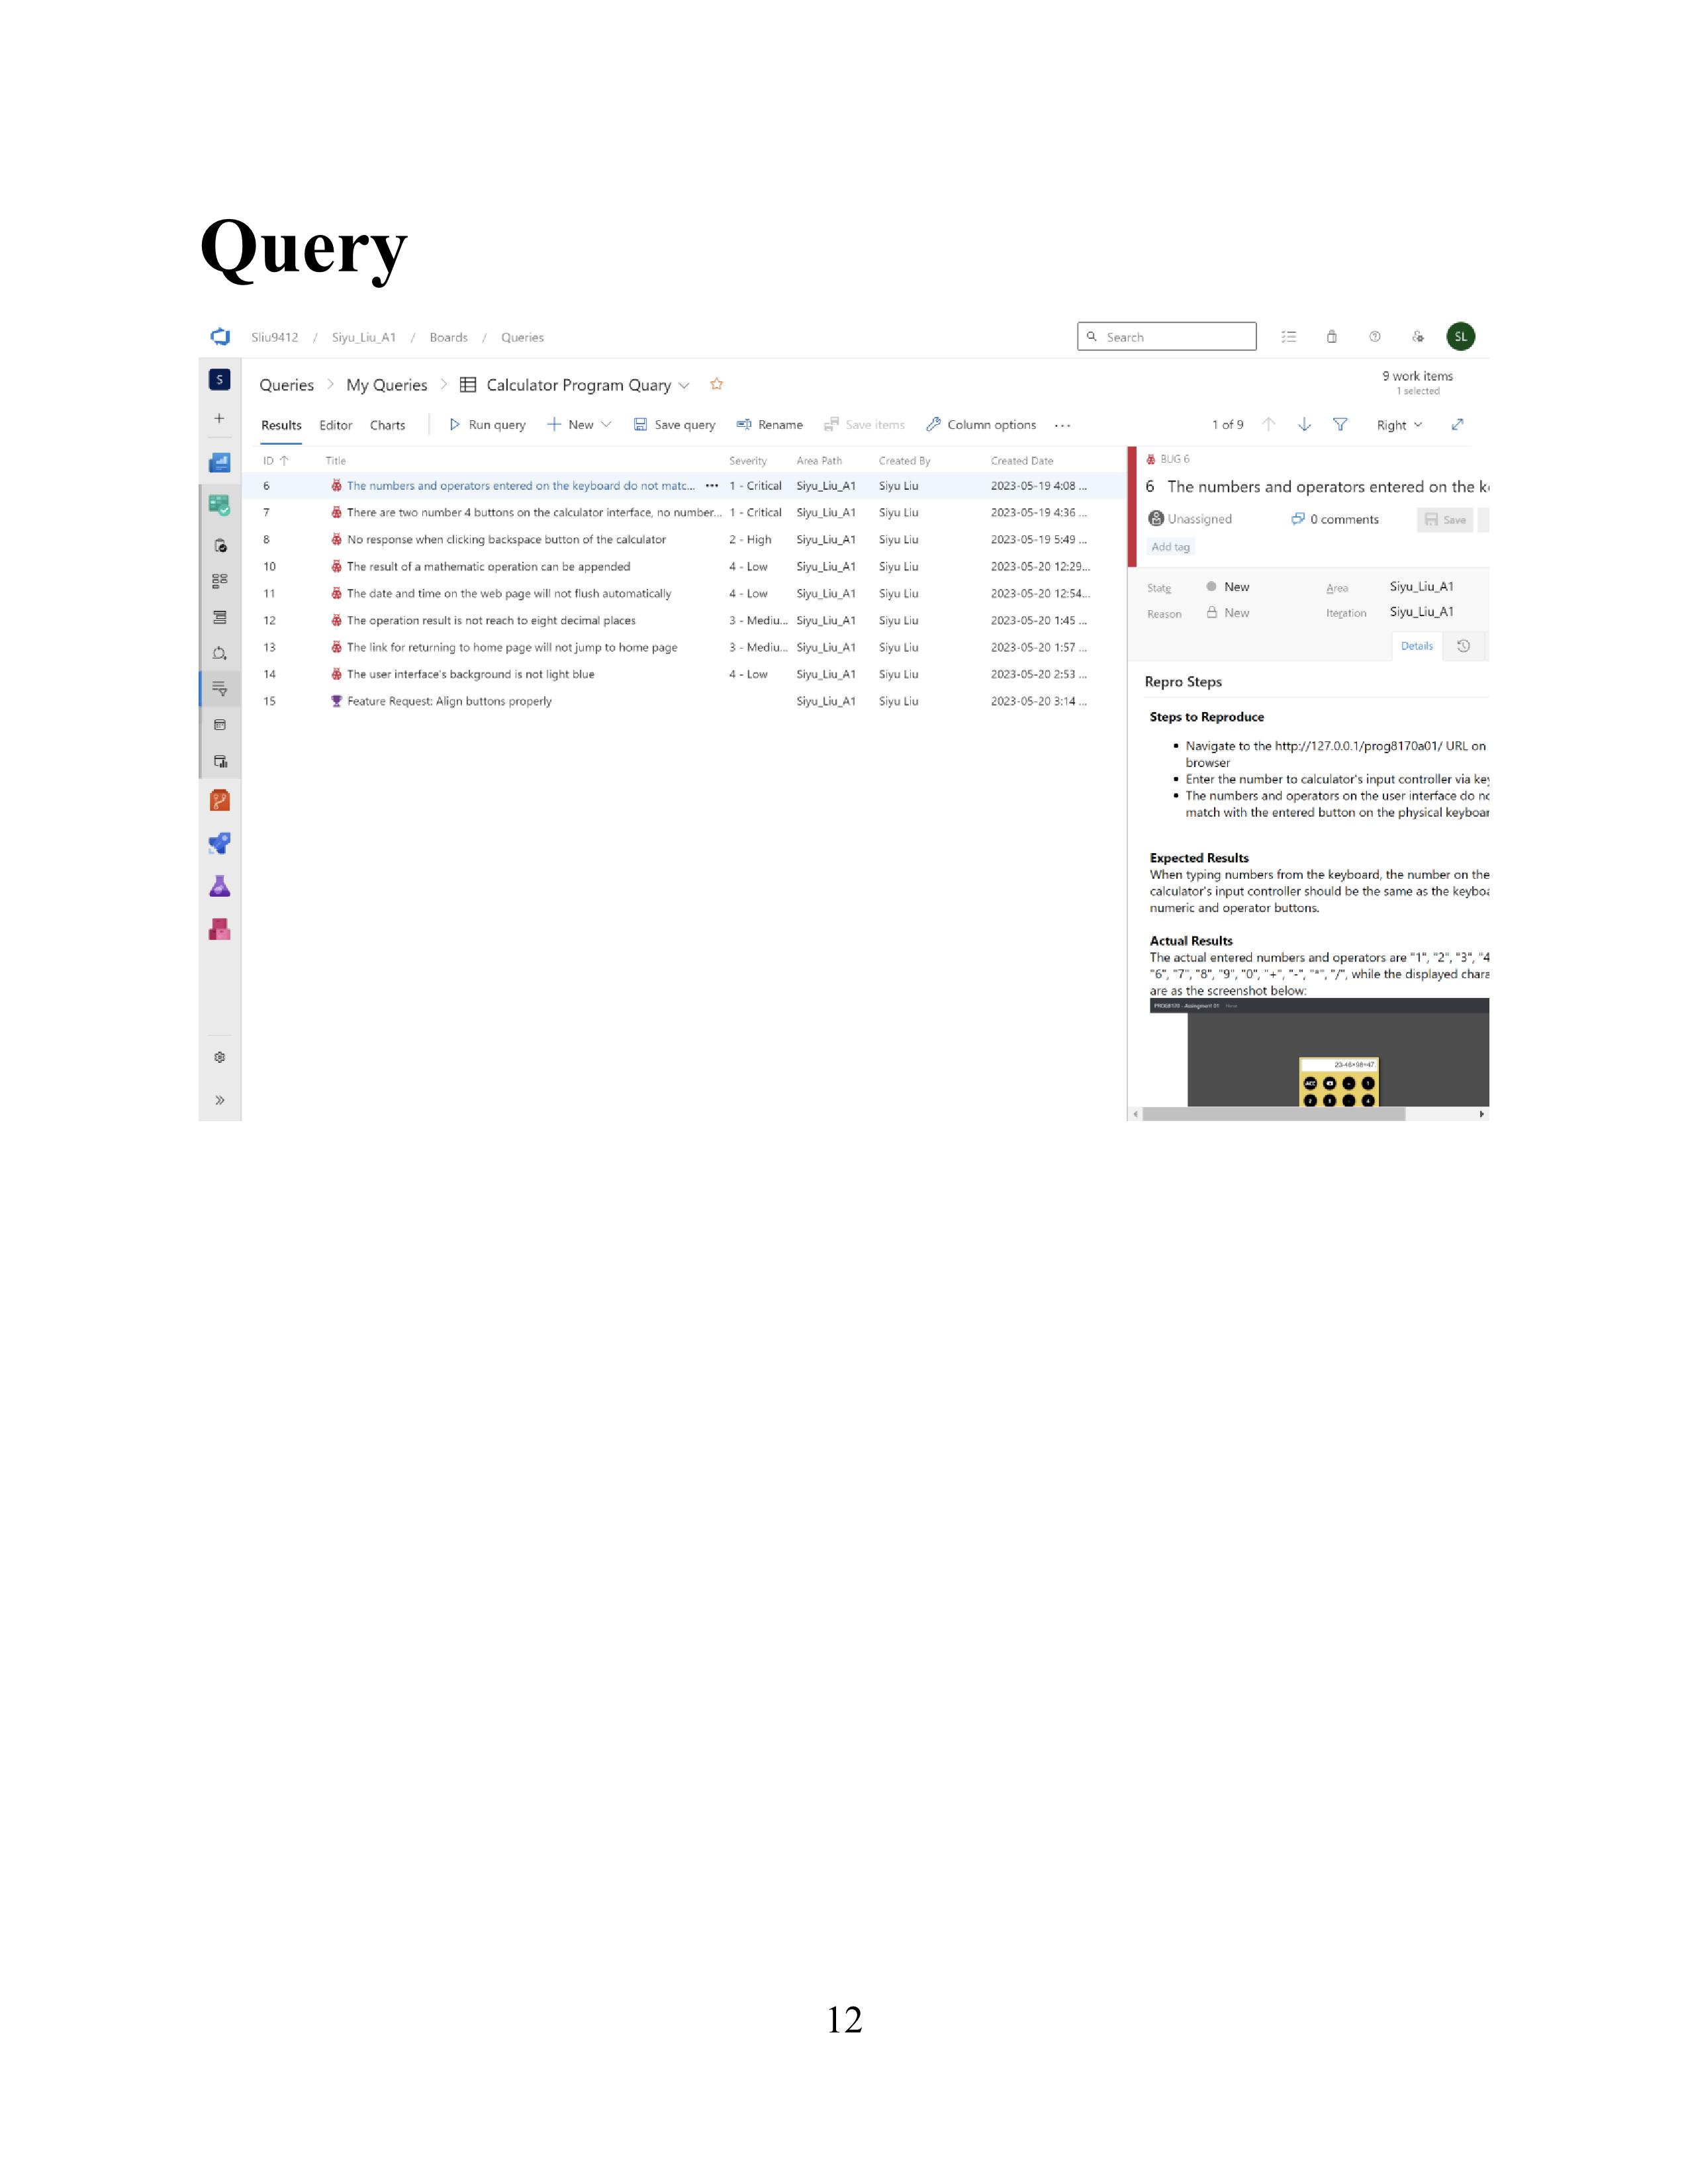 Query
Sliu9412 / Siyu_Liu_A1 / Boards / Queries
Search
SL
S
Queries > My Queries > Calculator Program Quary
9 work items
1 selected
Results Editor Charts Run query New Save query Rename Save items Column options ... 1 of 9 Right
ID Title Severity Area Path Created By Created Date
6 The numbers and operators entered on the keyboard do not matc... ... 1 - Critical Siyu_Liu_A1 Siyu Liu 2023-05-19 4:08 ...
7 There are two number 4 buttons on the calculator interface, no number... 1 - Critical Siyu_Liu_A1 Siyu Liu 2023-05-19 4:36 ...
8 No response when clicking backspace button of the calculator 2 - High Siyu_Liu_A1 Siyu Liu 2023-05-19 5:49 ...
10 The result of a mathematic operation can be appended 4 - Low Siyu_Liu_A1 Siyu Liu 2023-05-20 12:29...
11 The date and time on the web page will not flush automatically 4 - Low Siyu_Liu_A1 Siyu Liu 2023-05-20 12:54...
12 The operation result is not reach to eight decimal places 3 - Mediu... Siyu_Liu_A1 Siyu Liu 2023-05-20 1:45 ...
13 The link for returning to home page will not jump to home page 3 - Mediu... Siyu_Liu_A1 Siyu Liu 2023-05-20 1:57 ...
14 The user interface's background is not light blue 4 - Low Siyu_Liu_A1 Siyu Liu 2023-05-20 2:53 ...
15 Feature Request: Align buttons properly Siyu_Liu_A1 Siyu Liu 2023-05-20 3:14 ...
BUG 6
6 The numbers and operators entered on the k
Unassigned 0 comments Save
Add tag
State New Area Siyu_Liu_A1
Reason New Iteration Siyu_Liu_A1
Details
Repro Steps
Steps to Reproduce
• Navigate to the http://127.0.0.1/prog8170a01/ URL on
browser
• Enter the number to calculator's input controller via key
• The numbers and operators on the user interface do no
match with the entered button on the physical keyboar
Expected Results
When typing numbers from the keyboard, the number on the
calculator's input controller should be the same as the keyboa
numeric and operator buttons.
Actual Results
The actual entered numbers and operators are "1", "2", "3", "4
"6", "7", "8", "9", "0", "+", "-", "*", "/", while the displayed chara
are as the screenshot below:
PROG8170 - Assignment 01
12